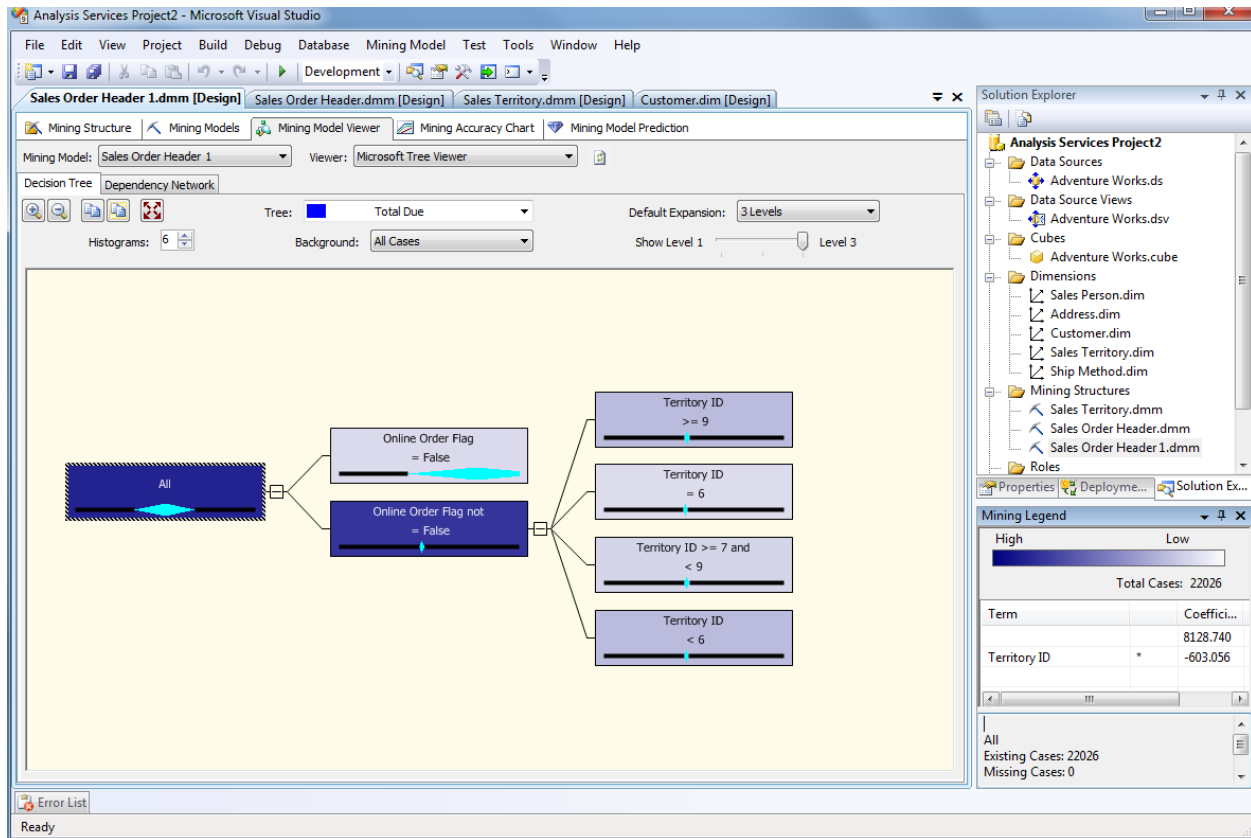 Analysis Services Project2 - Microsoft Visual Studio
File Edit View Project Build Debug Database Mining Model Test Tools Window Help
Development
Sales Order Header 1.dmm [Design] Sales Order Header.dmm [Design] Sales Territory.dmm [Design] Customer.dim [Design]
Mining Structure Mining Models Mining Model Viewer Mining Accuracy Chart Mining Model Prediction
Mining Model: Sales Order Header 1 Viewer: Microsoft Tree Viewer
Decision Tree Dependency Network
Tree: Total Due Default Expansion: 3 Levels
Histograms: 6 Background: All Cases Show Level 1 Level 3
All
Online Order Flag
= False
Online Order Flag not
= False
Territory ID
>= 9
Territory ID
= 6
Territory ID >= 7 and
< 9
Territory ID
< 6
Solution Explorer
Analysis Services Project2
Data Sources
Adventure Works.ds
Data Source Views
Adventure Works.dsv
Cubes
Adventure Works.cube
Dimensions
Sales Person.dim
Address.dim
Customer.dim
Sales Territory.dim
Ship Method.dim
Mining Structures
Sales Territory.dmm
Sales Order Header.dmm
Sales Order Header 1.dmm
Roles
Properties Deployme... Solution Ex...
Mining Legend
High Low
Total Cases: 22026
Term Coeffici...
8128.740
Territory ID * -603.056
All
Existing Cases: 22026
Missing Cases: 0
Error List
Ready